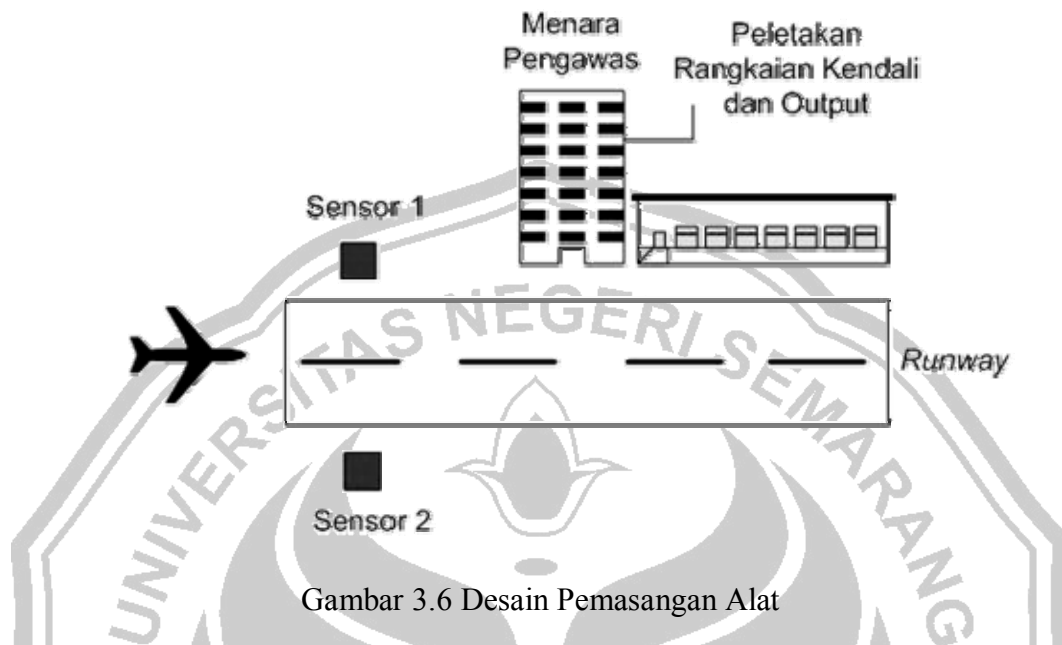 Menara
Pengawas
Peletakan
Rangkaian Kendali
dan Output
Sensor 1
Runway
Sensor 2
Gambar 3.6 Desain Pemasangan Alat
UNIVERSITAS NEGERI SEMARANG